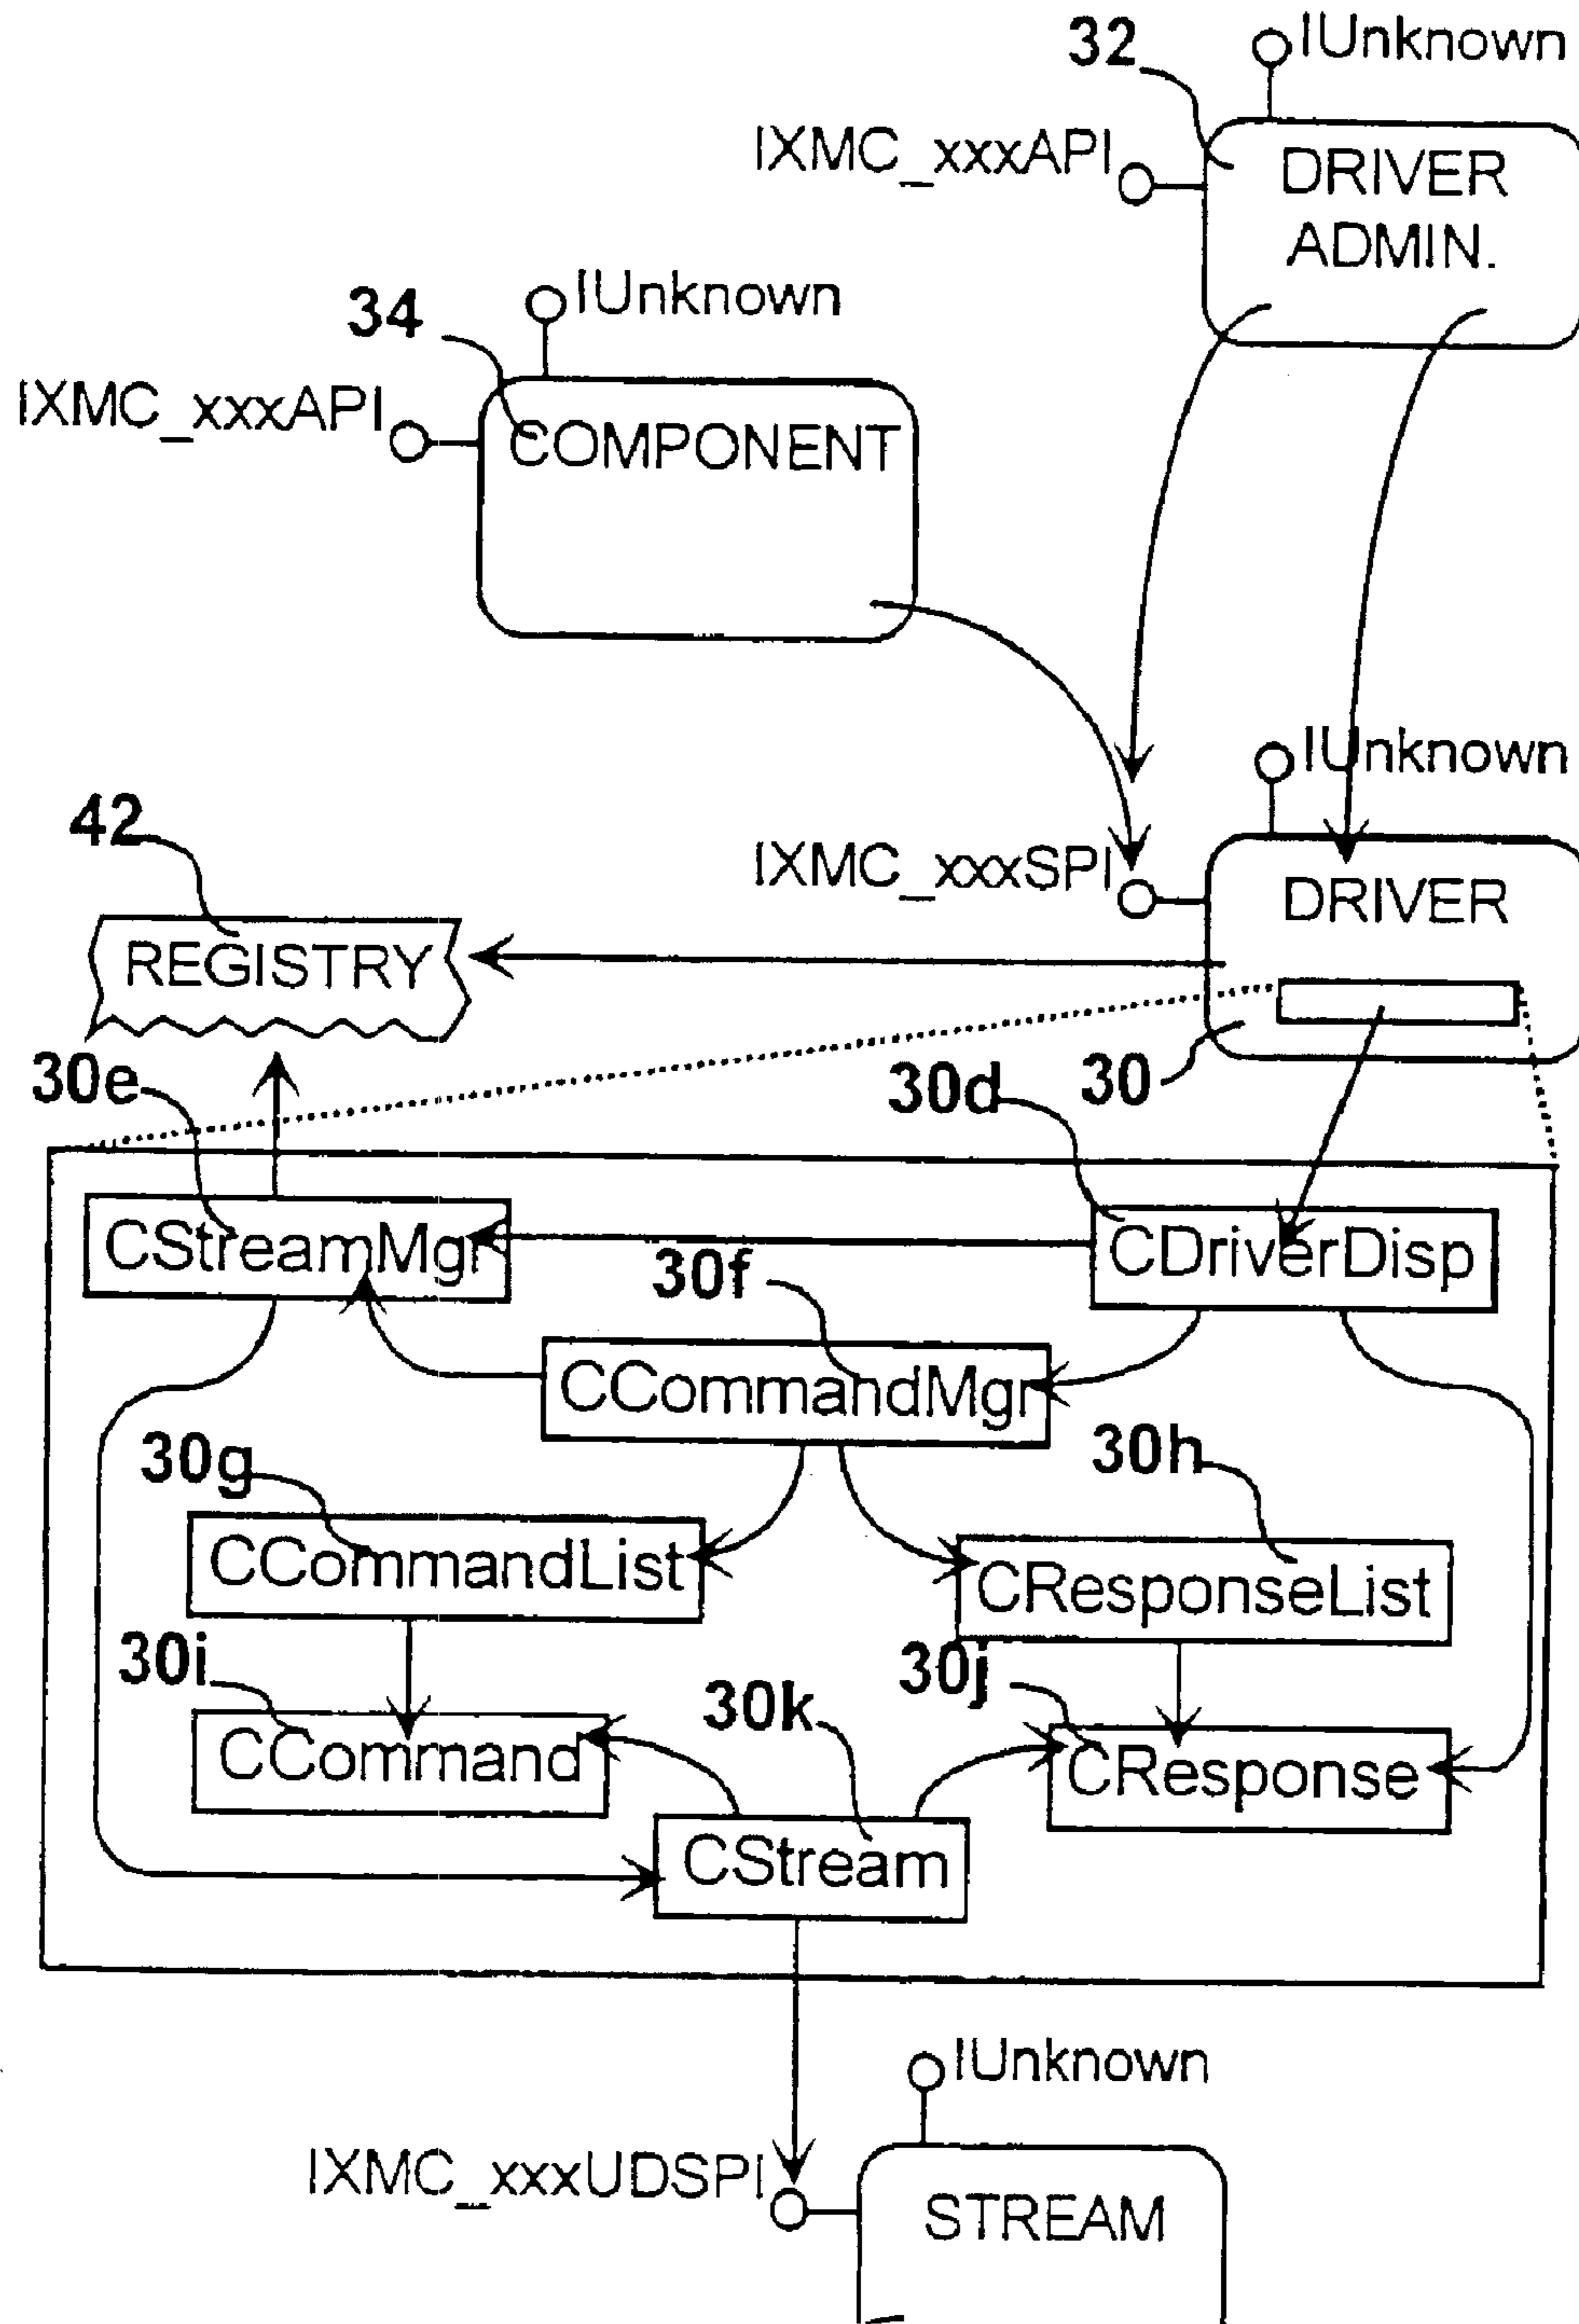 32
IUnknown
IXMC_xxxAPI
DRIVER
ADMIN.
34
IUnknown
IXMC_xxxAPI
COMPONENT
IUnknown
42
IXMC_xxxSPI
DRIVER
REGISTRY
30e
30d
30
CStreamMgr
CDriverDisp
30f
CCommandMgr
30g
30h
CCommandList
CResponseList
30i
30k
30j
CCommand
CResponse
CStream
IUnknown
IXMC_xxxUDSPI
STREAM